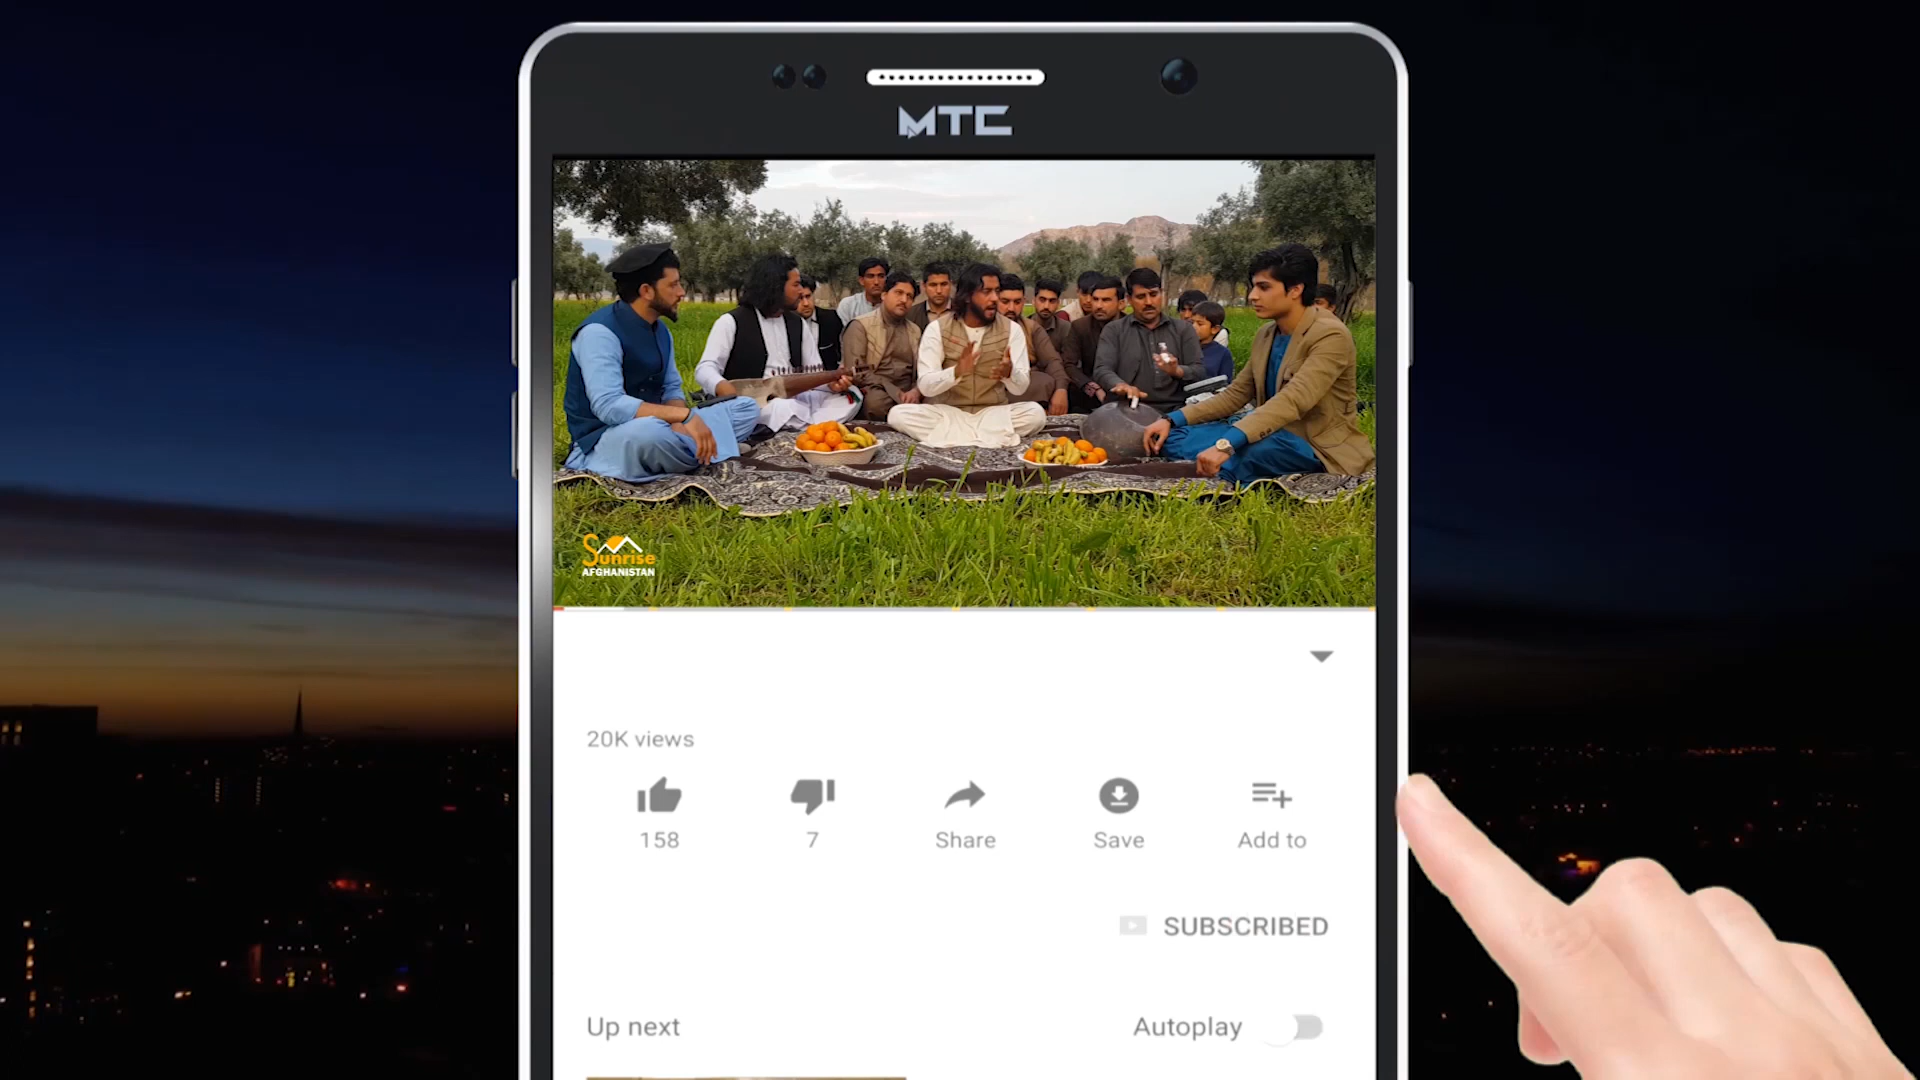 MTC
Sunrise
AFGHANISTAN
20K views
158
7
Share
Save
Add to
SUBSCRIBED
Up next
Autoplay